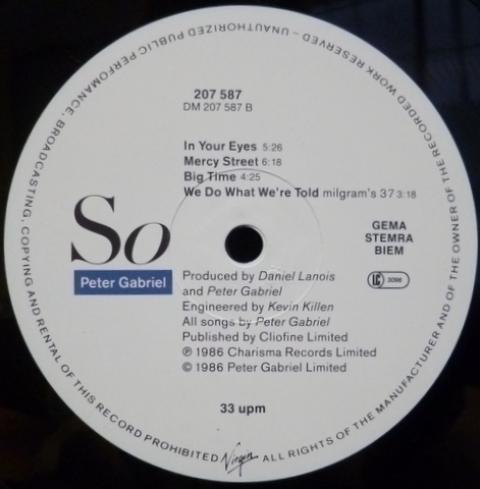 207 587
DM 207 587 B
In Your Eyes 5:26
Mercy Street 6:18
Big Time 4:25
We Do What We're Told milgram's 37 3:18
So
Peter Gabriel
GEMA
STEMRA
BIEM
LC 3098
Produced by Daniel Lanois
and Peter Gabriel
Engineered by Kevin Killen
All songs by Peter Gabriel
Published by Cliofine Limited
℗ 1986 Charisma Records Limited
© 1986 Peter Gabriel Limited
33 upm
Virgin
ALL RIGHTS OF THE MANUFACTURER AND OF THE OWNER OF THE RECORDED WORK RESERVED – UNAUTHORIZED PUBLIC PERFOMANCE, BROADCASTING, COPYING AND RENTAL OF THIS RECORD PROHIBITED